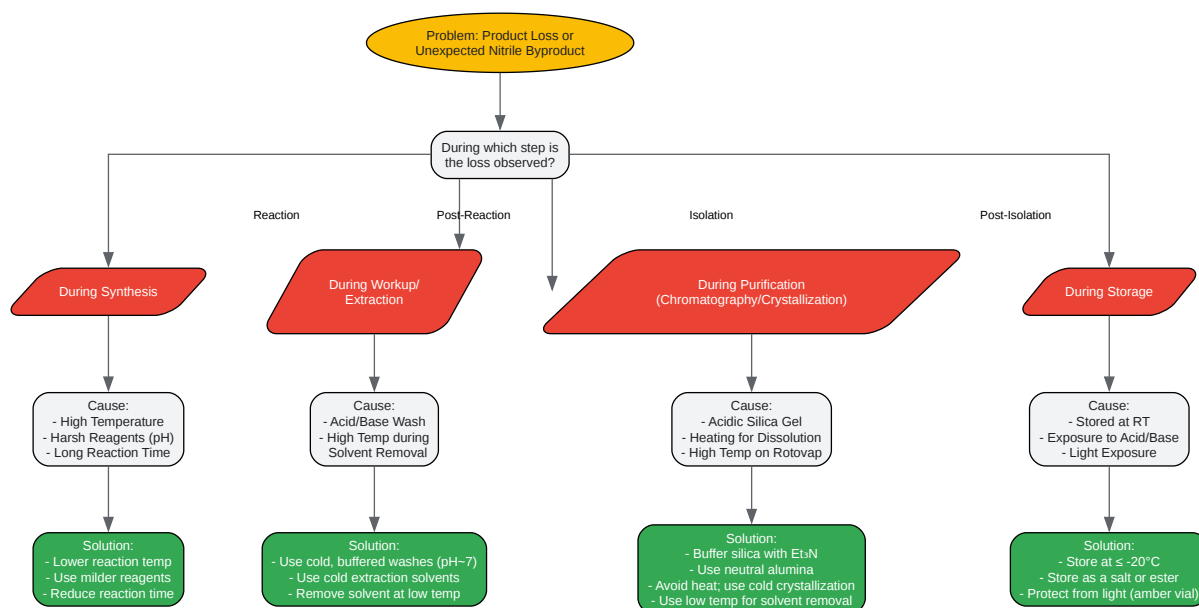 Problem: Product Loss or
Unexpected Nitrile Byproduct
During which step is
the loss observed?
Reaction
Post-Reaction
Isolation
Post-Isolation
During Synthesis
During Workup/
Extraction
During Purification
(Chromatography/Crystallization)
During Storage
Cause:
- High Temperature
- Harsh Reagents (pH)
- Long Reaction Time
Cause:
- Acid/Base Wash
- High Temp during
Solvent Removal
Cause:
- Acidic Silica Gel
- Heating for Dissolution
- High Temp on Rotovap
Cause:
- Stored at RT
- Exposure to Acid/Base
- Light Exposure
Solution:
- Lower reaction temp
- Use milder reagents
- Reduce reaction time
Solution:
- Use cold, buffered washes (pH~7)
- Use cold extraction solvents
- Remove solvent at low temp
Solution:
- Buffer silica with Et₃N
- Use neutral alumina
- Avoid heat; use cold crystallization
- Use low temp for solvent removal
Solution:
- Store at ≤ -20°C
- Store as a salt or ester
- Protect from light (amber vial)